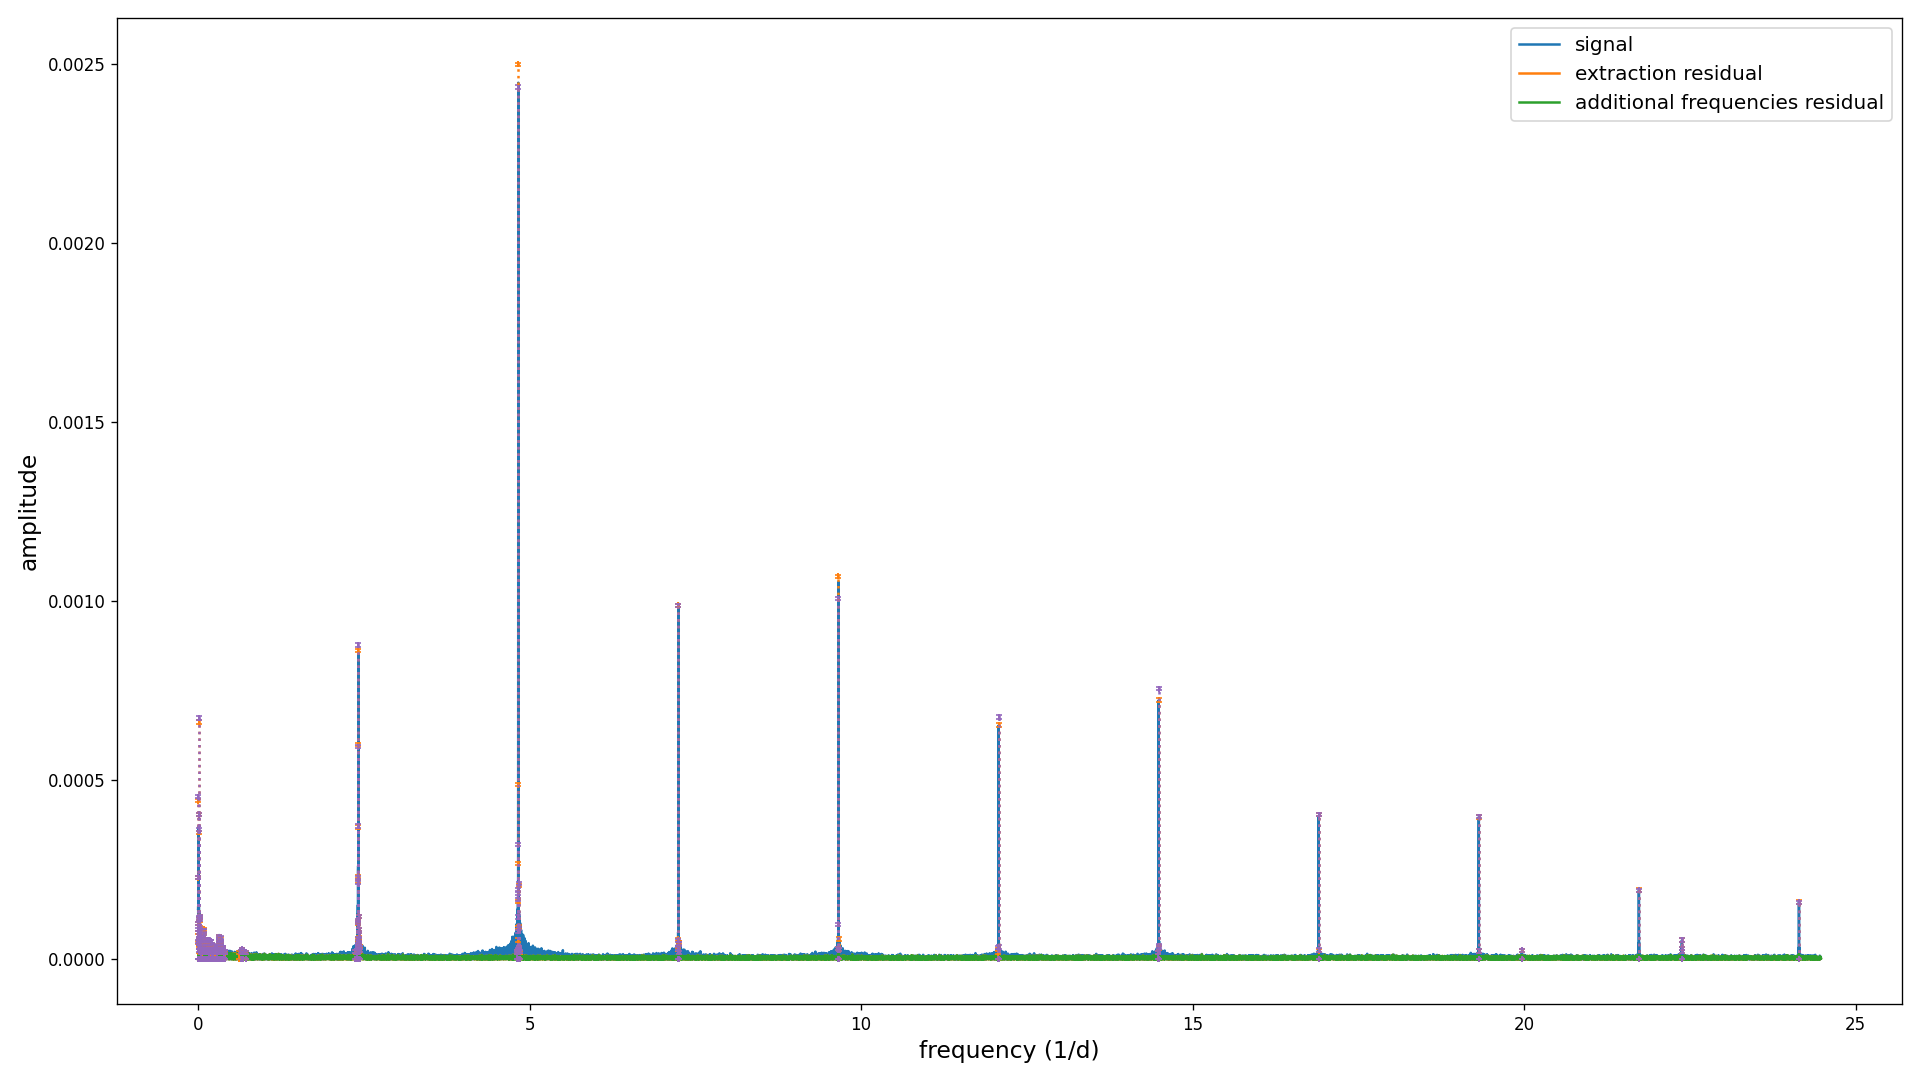 signal
extraction residual
additional frequencies residual
0.0025
0.0020
0.0015
0.0010
0.0005
0.0000
amplitude
0 5 10 15 20 25
frequency (1/d)